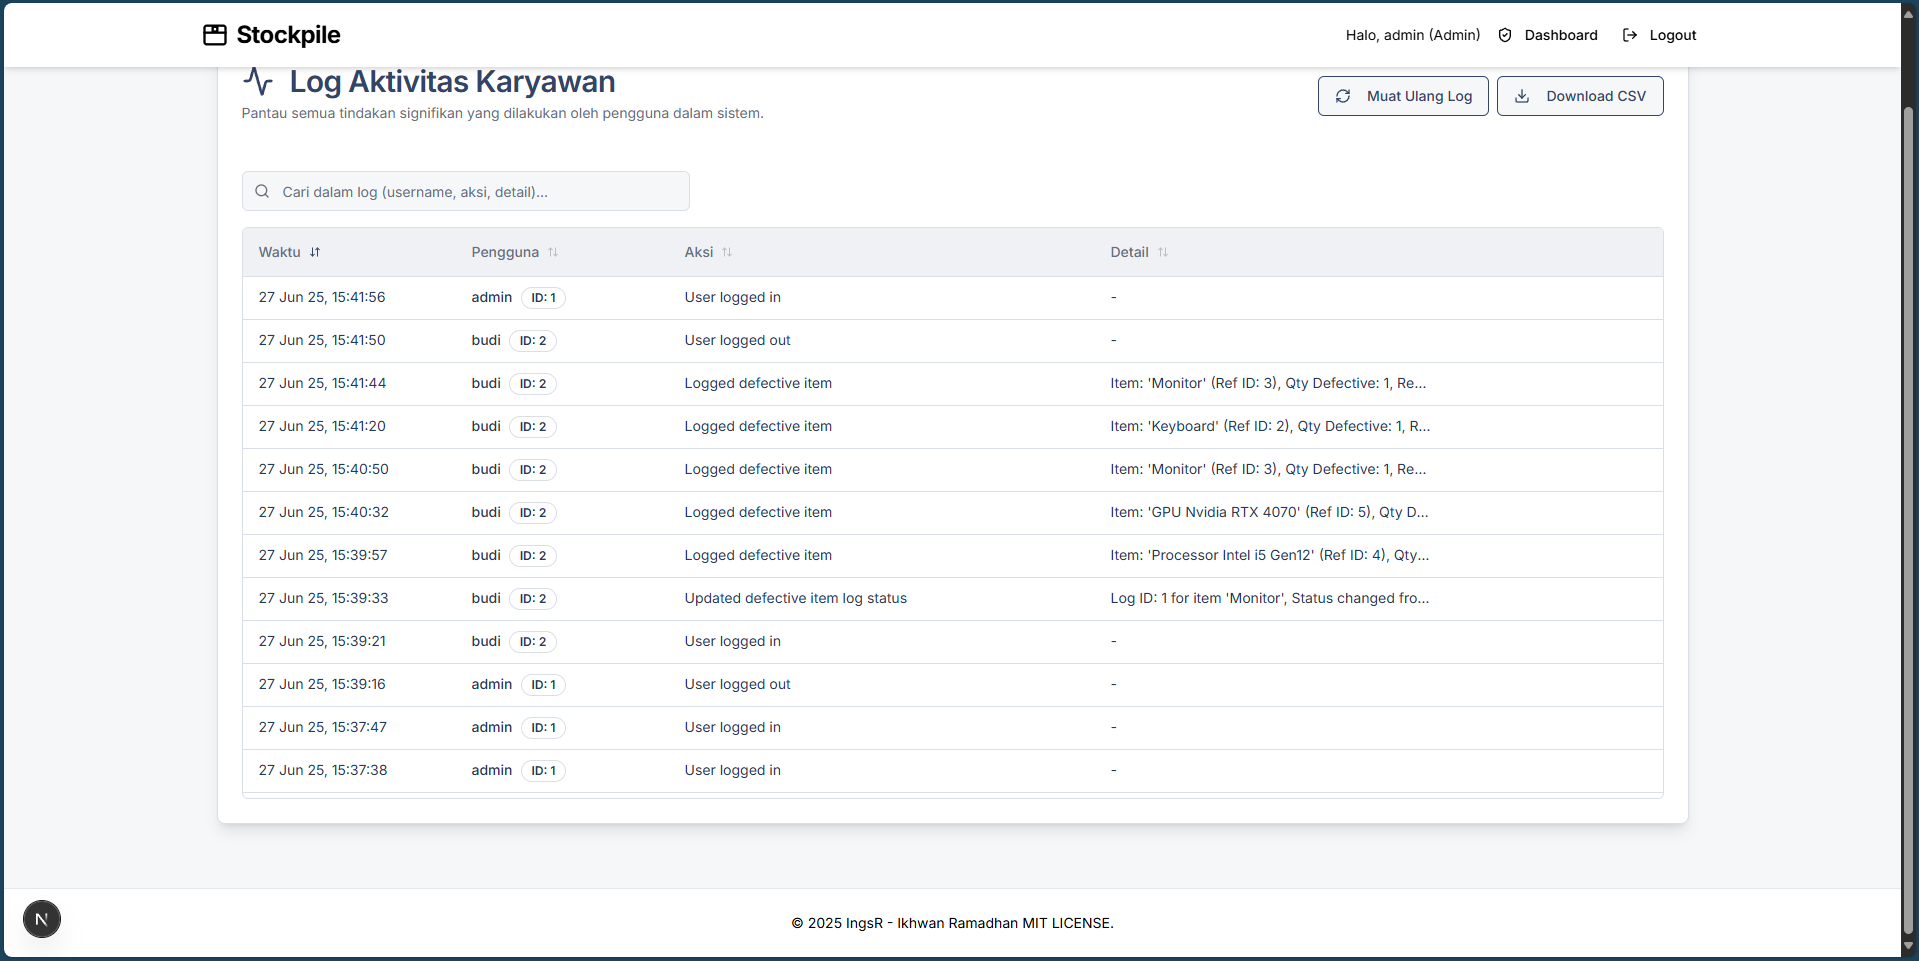 Stockpile
Halo, admin (Admin) Dashboard Logout
Log Aktivitas Karyawan
Pantau semua tindakan signifikan yang dilakukan oleh pengguna dalam sistem.
Muat Ulang Log Download CSV
Cari dalam log (username, aksi, detail)...
Waktu Pengguna Aksi Detail
27 Jun 25, 15:41:56 admin ID: 1 User logged in -
27 Jun 25, 15:41:50 budi ID: 2 User logged out -
27 Jun 25, 15:41:44 budi ID: 2 Logged defective item Item: 'Monitor' (Ref ID: 3), Qty Defective: 1, Re...
27 Jun 25, 15:41:20 budi ID: 2 Logged defective item Item: 'Keyboard' (Ref ID: 2), Qty Defective: 1, R...
27 Jun 25, 15:40:50 budi ID: 2 Logged defective item Item: 'Monitor' (Ref ID: 3), Qty Defective: 1, Re...
27 Jun 25, 15:40:32 budi ID: 2 Logged defective item Item: 'GPU Nvidia RTX 4070' (Ref ID: 5), Qty D...
27 Jun 25, 15:39:57 budi ID: 2 Logged defective item Item: 'Processor Intel i5 Gen12' (Ref ID: 4), Qty...
27 Jun 25, 15:39:33 budi ID: 2 Updated defective item log status Log ID: 1 for item 'Monitor', Status changed fro...
27 Jun 25, 15:39:21 budi ID: 2 User logged in -
27 Jun 25, 15:39:16 admin ID: 1 User logged out -
27 Jun 25, 15:37:47 admin ID: 1 User logged in -
27 Jun 25, 15:37:38 admin ID: 1 User logged in -
N
© 2025 IngsR - Ikhwan Ramadhan MIT LICENSE.